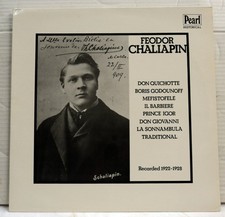 Pearl
FEODOR
CHALIAPIN
DON QUICHOTTE
BORIS GODOUNOFF
MEFISTOFELE
IL BARBIERE
PRINCE IGOR
DON GIOVANNI
LA SONNAMBULA
TRADITIONAL
Recorded 1922-1928
Schaliapin.